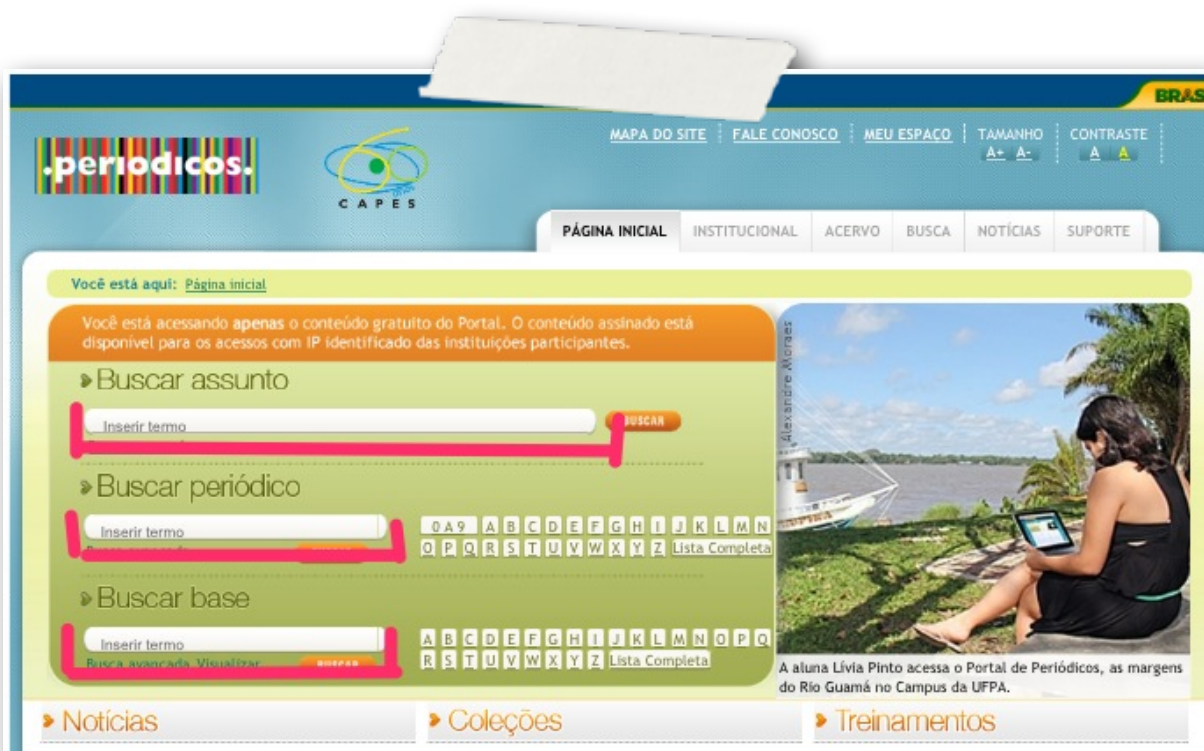 BRAS
.periodicos.
CAPES
MAPA DO SITE FALE CONOSCO MEU ESPAÇO TAMANHO CONTRASTE
A+ A- A A
PÁGINA INICIAL INSTITUCIONAL ACERVO BUSCA NOTÍCIAS SUPORTE
Você está aqui: Página inicial
Você está acessando apenas o conteúdo gratuito do Portal. O conteúdo assinado está
disponível para os acessos com IP identificado das instituições participantes.
Buscar assunto
Inserir termo
BUSCAR
Buscar periódico
Inserir termo
0A9 A B C D E F G H I J K L M N
O P Q R S T U V W X Y Z Lista Completa
Buscar base
Inserir termo
Busca avançada Visualizar BUSCAR
A B C D E F G H I J K L M N O P Q
R S T U V W X Y Z Lista Completa
Alexandre Moraes
A aluna Lívia Pinto acessa o Portal de Periódicos, as margens
do Rio Guamá no Campus da UFPA.
Notícias
Coleções
Treinamentos